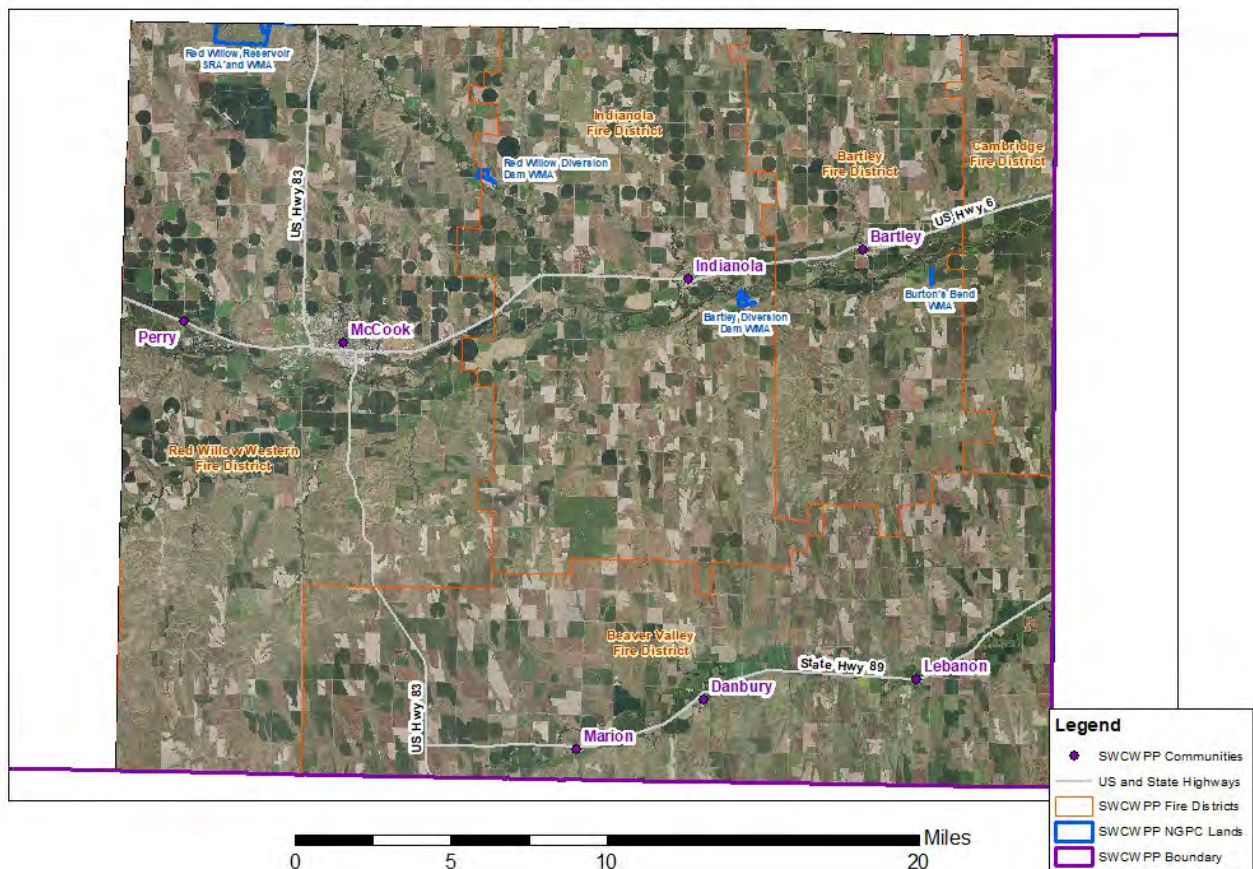 Red Willow, Reservoir
SRA and WMA
Indianola
Fire District
Bartley
Fire District
Cambridge
Fire District
Red Willow, Diversion
Dam WMA
US Hwy 83
US Hwy 6
Bartley
Indianola
Burton's Bend
WMA
Bartley, Diversion
Dam WMA
Perry
McCook
Red Willow Western
Fire District
Beaver Valley
Fire District
State Hwy 89
Lebanon
Danbury
US Hwy 83
Marion
Legend
SWCWPP Communities
US and State Highways
SWCWPP Fire Districts
SWCWPP NGPC Lands
SWCWPP Boundary
Miles
0 5 10 20